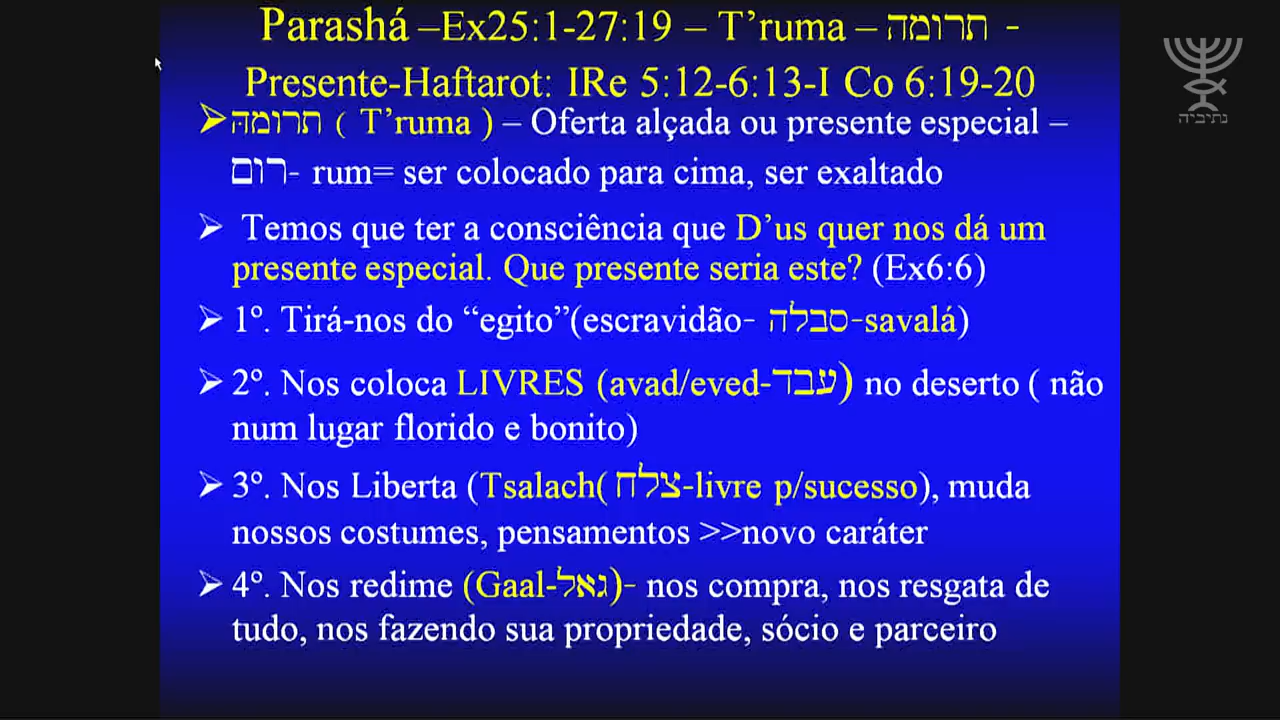 Parashá –Ex25:1-27:19 – T’ruma – תרומה -
Presente-Haftarot: IRe 5:12-6:13-I Co 6:19-20
➢תרומה ( T’ruma ) – Oferta alçada ou presente especial –
רום- rum= ser colocado para cima, ser exaltado
➢ Temos que ter a consciência que D’us quer nos dá um
presente especial. Que presente seria este? (Ex6:6)
➢ 1º. Tirá-nos do “egito”(escravidão- סבלה-savalá)
➢ 2º. Nos coloca LIVRES (avad/eved-עבד) no deserto ( não
num lugar florido e bonito)
➢ 3º. Nos Liberta (Tsalach( צלח-livre p/sucesso), muda
nossos costumes, pensamentos >>novo caráter
➢ 4º. Nos redime (Gaal-גאל)- nos compra, nos resgata de
tudo, nos fazendo sua propriedade, sócio e parceiro
נתיביה